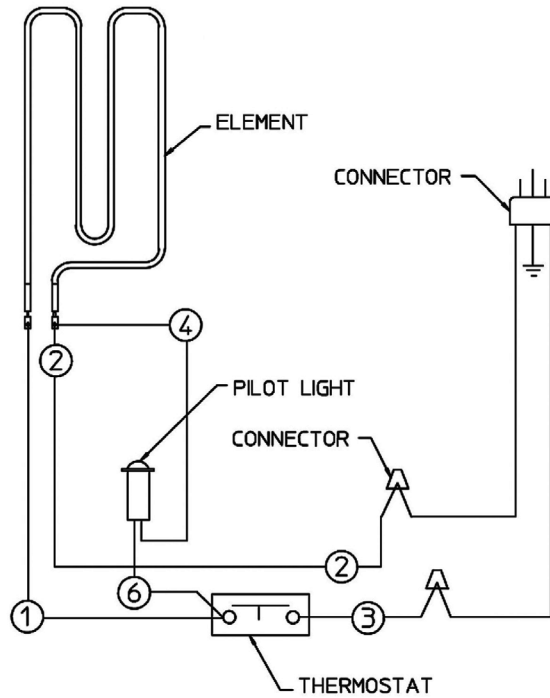 ELEMENT
CONNECTOR
4
2
PILOT LIGHT
CONNECTOR
2
6
1
3
THERMOSTAT